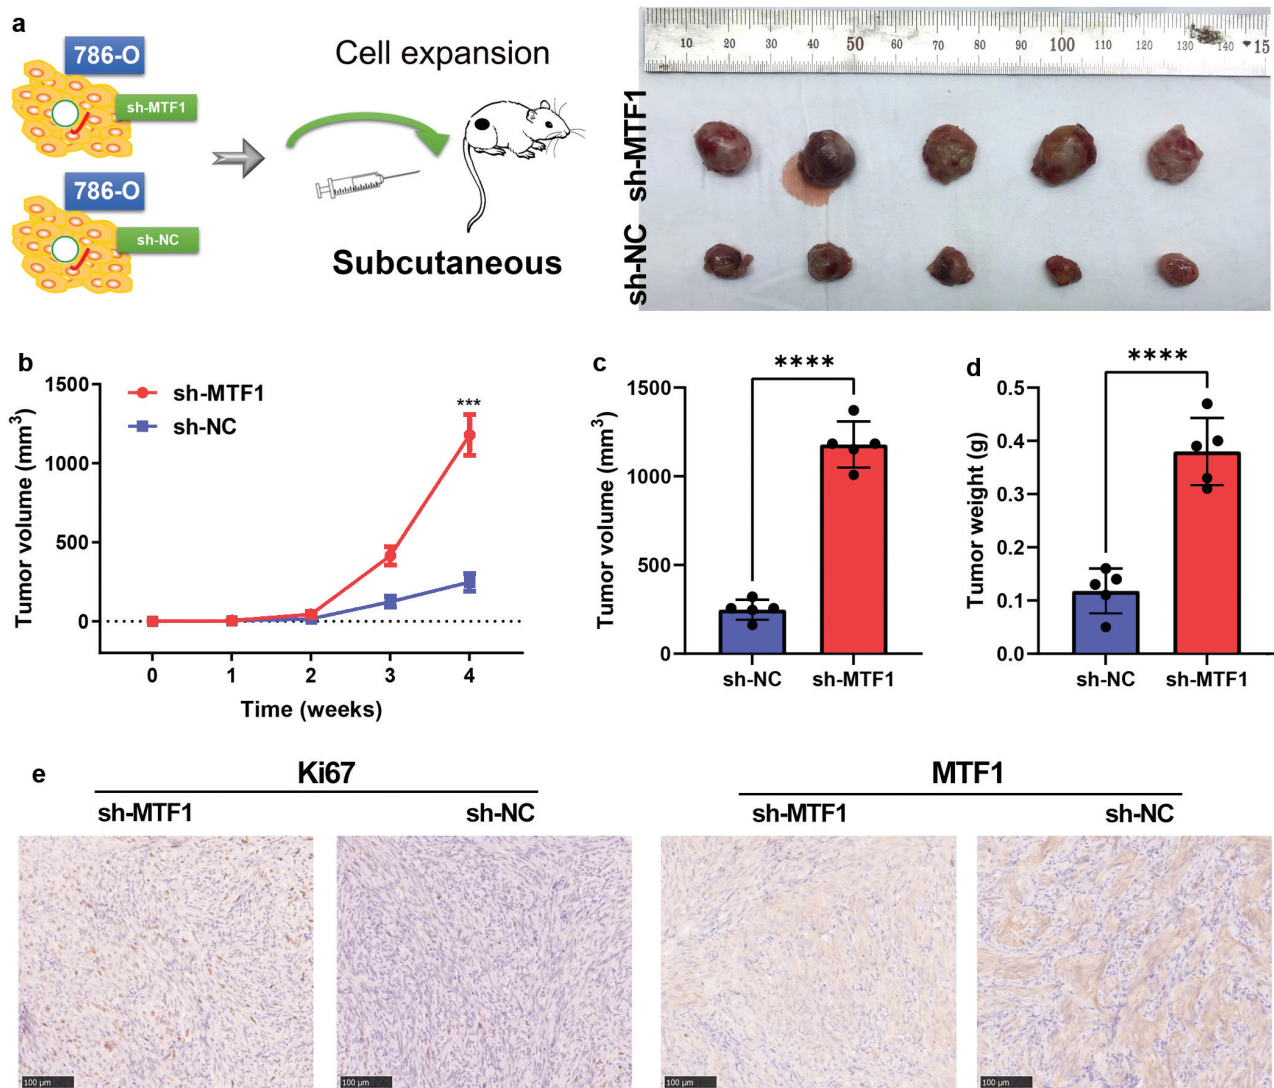 a
786-O
sh-MTF1
786-O
sh-NC
Cell expansion
Subcutaneous
10 20 30 40 50 60 70 80 90 100 110 120 130 140 15
sh-MTF1
sh-NC
b
sh-MTF1
sh-NC
***
1500
1000
500
0
Tumor volume (mm³)
0 1 2 3 4
Time (weeks)
c
****
1500
1000
500
0
Tumor volume (mm³)
sh-NC sh-MTF1
d
****
0.5
0.4
0.3
0.2
0.1
0.0
Tumor weight (g)
sh-NC sh-MTF1
e
Ki67
MTF1
sh-MTF1 sh-NC sh-MTF1 sh-NC
100 μm 100 μm 100 μm 100 μm